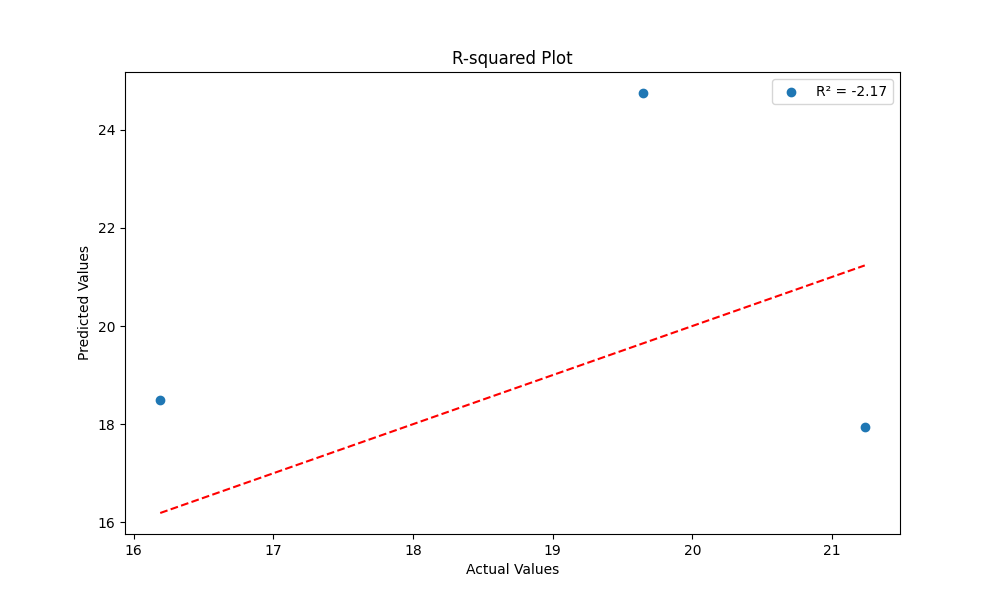 R-squared Plot
R² = -2.17
Predicted Values
24
22
20
18
16
16 17 18 19 20 21
Actual Values